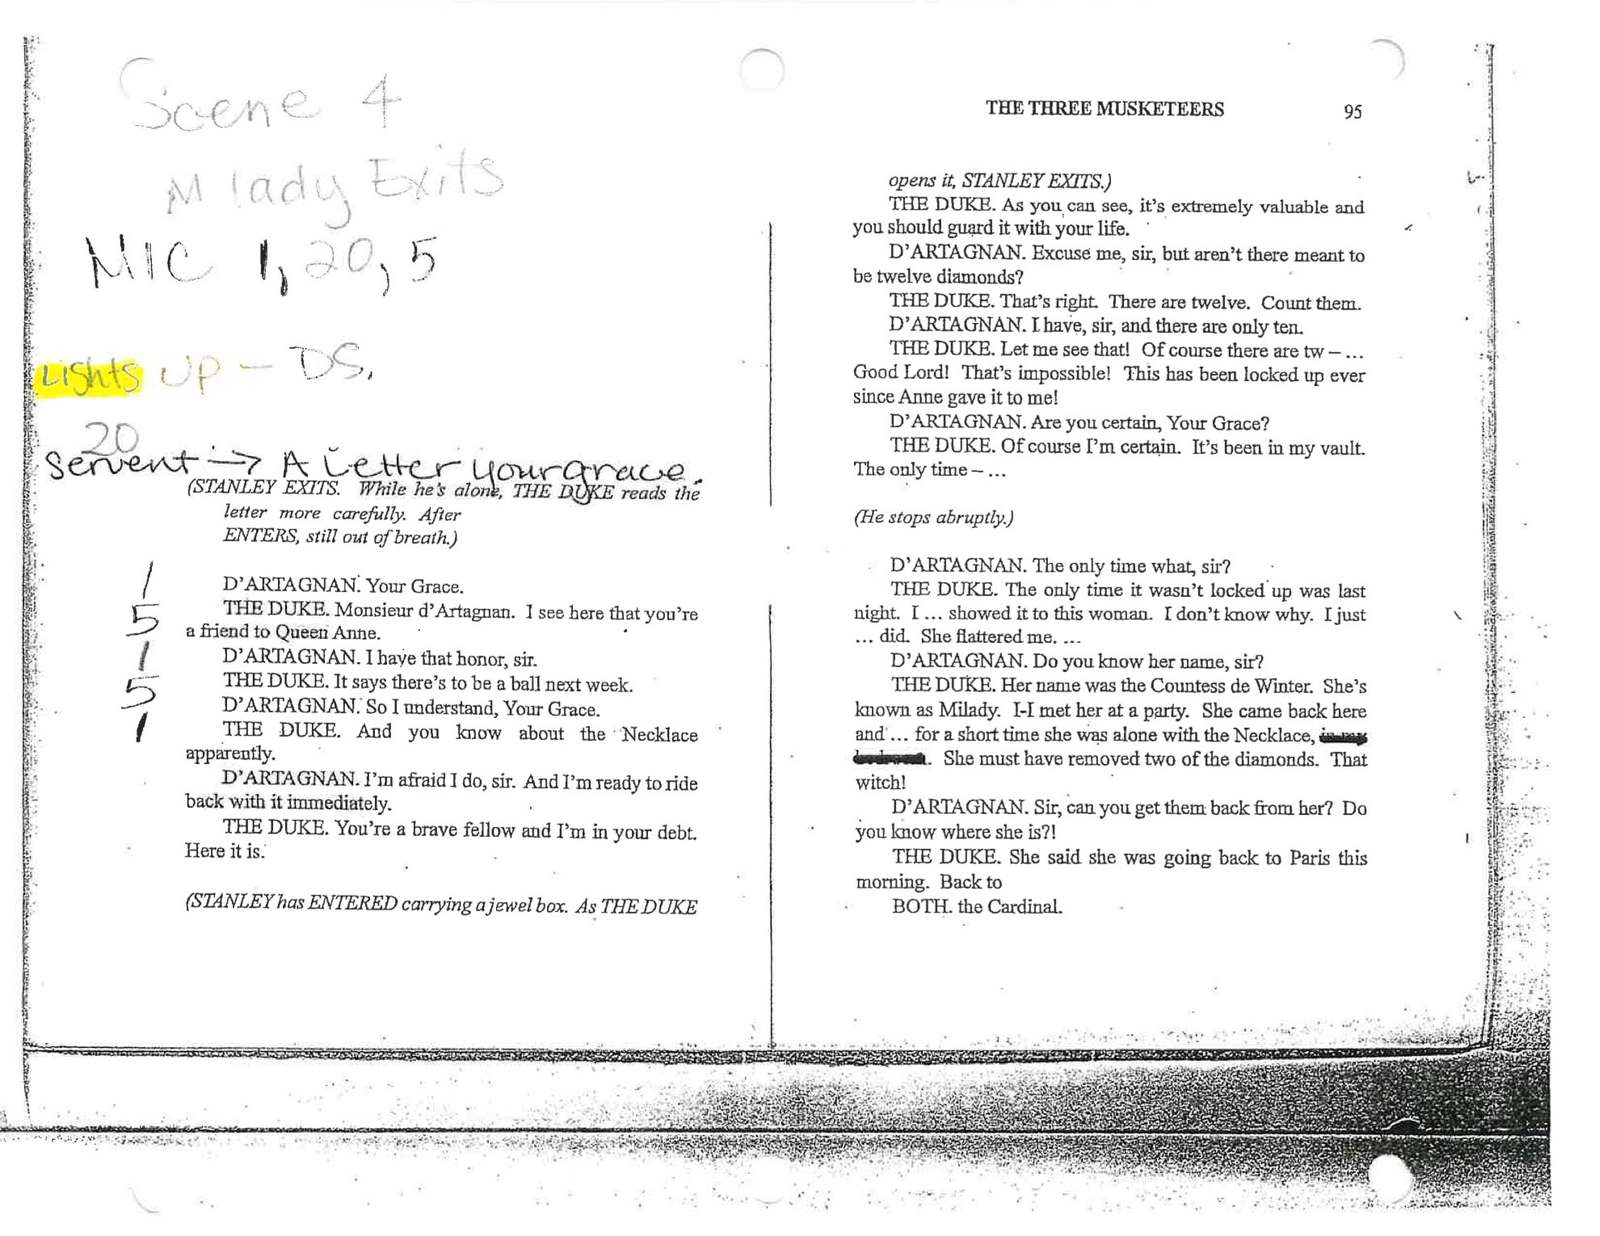 Scene 4
Mlady Exits
MIC 1, 20, 5
Lights UP – DS.
20
Servent → A Letter your grace.
(STANLEY EXITS. While he's alone, THE DUKE reads the
letter more carefully. After
ENTERS, still out of breath.)
1
D'ARTAGNAN. Your Grace.
5
THE DUKE. Monsieur d'Artagnan. I see here that you're
a friend to Queen Anne.
1
D'ARTAGNAN. I have that honor, sir.
5
THE DUKE. It says there's to be a ball next week.
1
D'ARTAGNAN. So I understand, Your Grace.
THE DUKE. And you know about the Necklace
apparently.
D'ARTAGNAN. I'm afraid I do, sir. And I'm ready to ride
back with it immediately.
THE DUKE. You're a brave fellow and I'm in your debt.
Here it is.
(STANLEY has ENTERED carrying a jewel box. As THE DUKE
THE THREE MUSKETEERS 95
opens it, STANLEY EXITS.)
THE DUKE. As you can see, it's extremely valuable and
you should guard it with your life.
D'ARTAGNAN. Excuse me, sir, but aren't there meant to
be twelve diamonds?
THE DUKE. That's right. There are twelve. Count them.
D'ARTAGNAN. I have, sir, and there are only ten.
THE DUKE. Let me see that! Of course there are tw – ...
Good Lord! That's impossible! This has been locked up ever
since Anne gave it to me!
D'ARTAGNAN. Are you certain, Your Grace?
THE DUKE. Of course I'm certain. It's been in my vault.
The only time – ...
(He stops abruptly.)
D'ARTAGNAN. The only time what, sir?
THE DUKE. The only time it wasn't locked up was last
night. I ... showed it to this woman. I don't know why. I just
... did. She flattered me. ...
D'ARTAGNAN. Do you know her name, sir?
THE DUKE. Her name was the Countess de Winter. She's
known as Milady. I-I met her at a party. She came back here
and ... for a short time she was alone with the Necklace,
. She must have removed two of the diamonds. That
witch!
D'ARTAGNAN. Sir, can you get them back from her? Do
you know where she is?!
THE DUKE. She said she was going back to Paris this
morning. Back to
BOTH. the Cardinal.